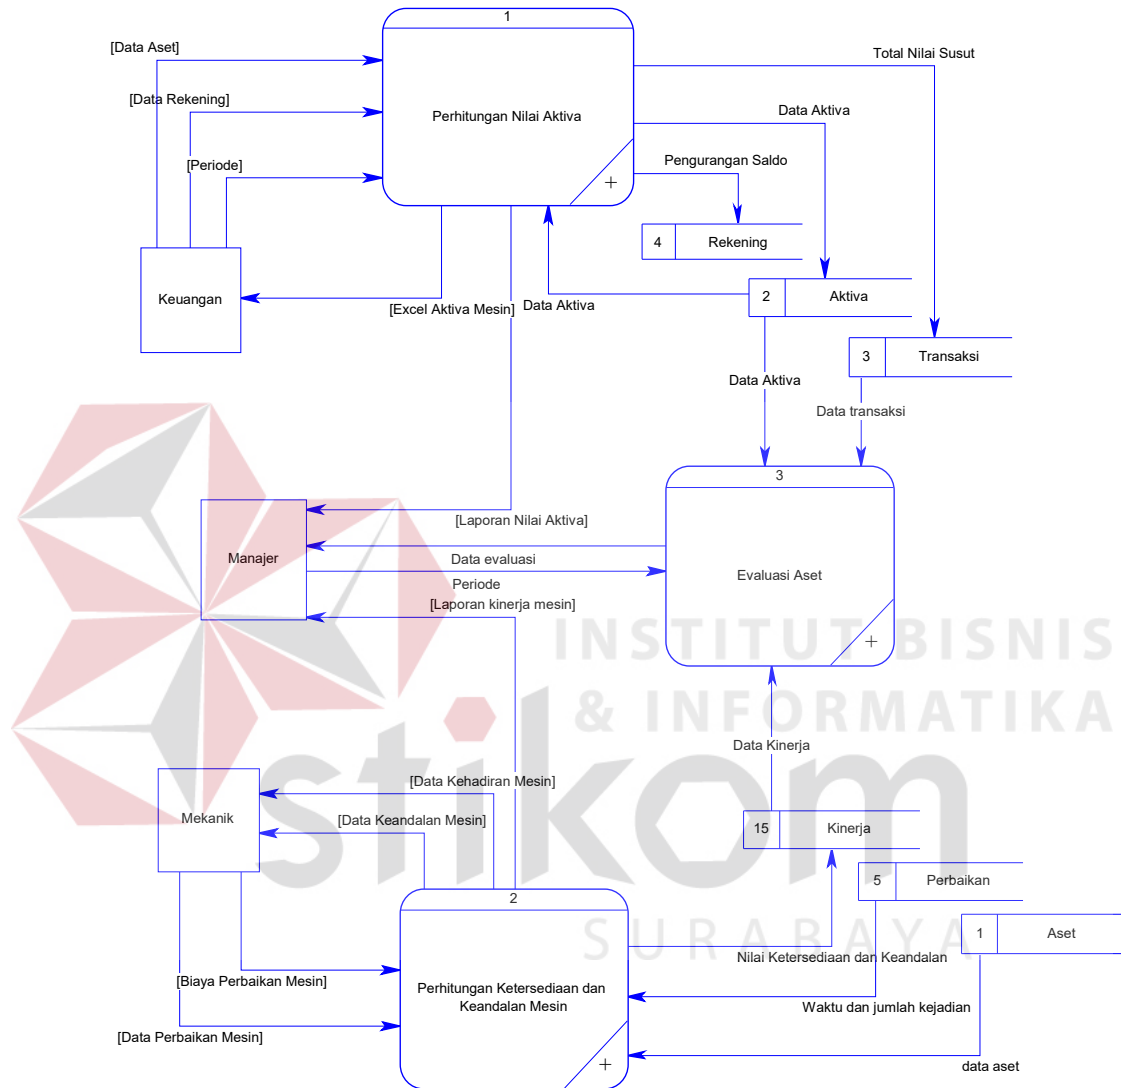 1
[Data Aset]
Total Nilai Susut
[Data Rekening]
Data Aktiva
Perhitungan Nilai Aktiva
[Periode]
Pengurangan Saldo
+
4
Rekening
Keuangan
2
Aktiva
[Excel Aktiva Mesin]
Data Aktiva
3
Transaksi
Data Aktiva
Data transaksi
3
[Laporan Nilai Aktiva]
Manajer
Data evaluasi
Evaluasi Aset
Periode
[Laporan kinerja mesin]
+
INSTITUT BISNIS
& INFORMATIKA
stikom
SURABAYA
Data Kinerja
[Data Kehadiran Mesin]
Mekanik
[Data Keandalan Mesin]
15
Kinerja
5
Perbaikan
2
1
Aset
Nilai Ketersediaan dan Keandalan
[Biaya Perbaikan Mesin]
Perhitungan Ketersediaan dan
Keandalan Mesin
Waktu dan jumlah kejadian
[Data Perbaikan Mesin]
+
data aset